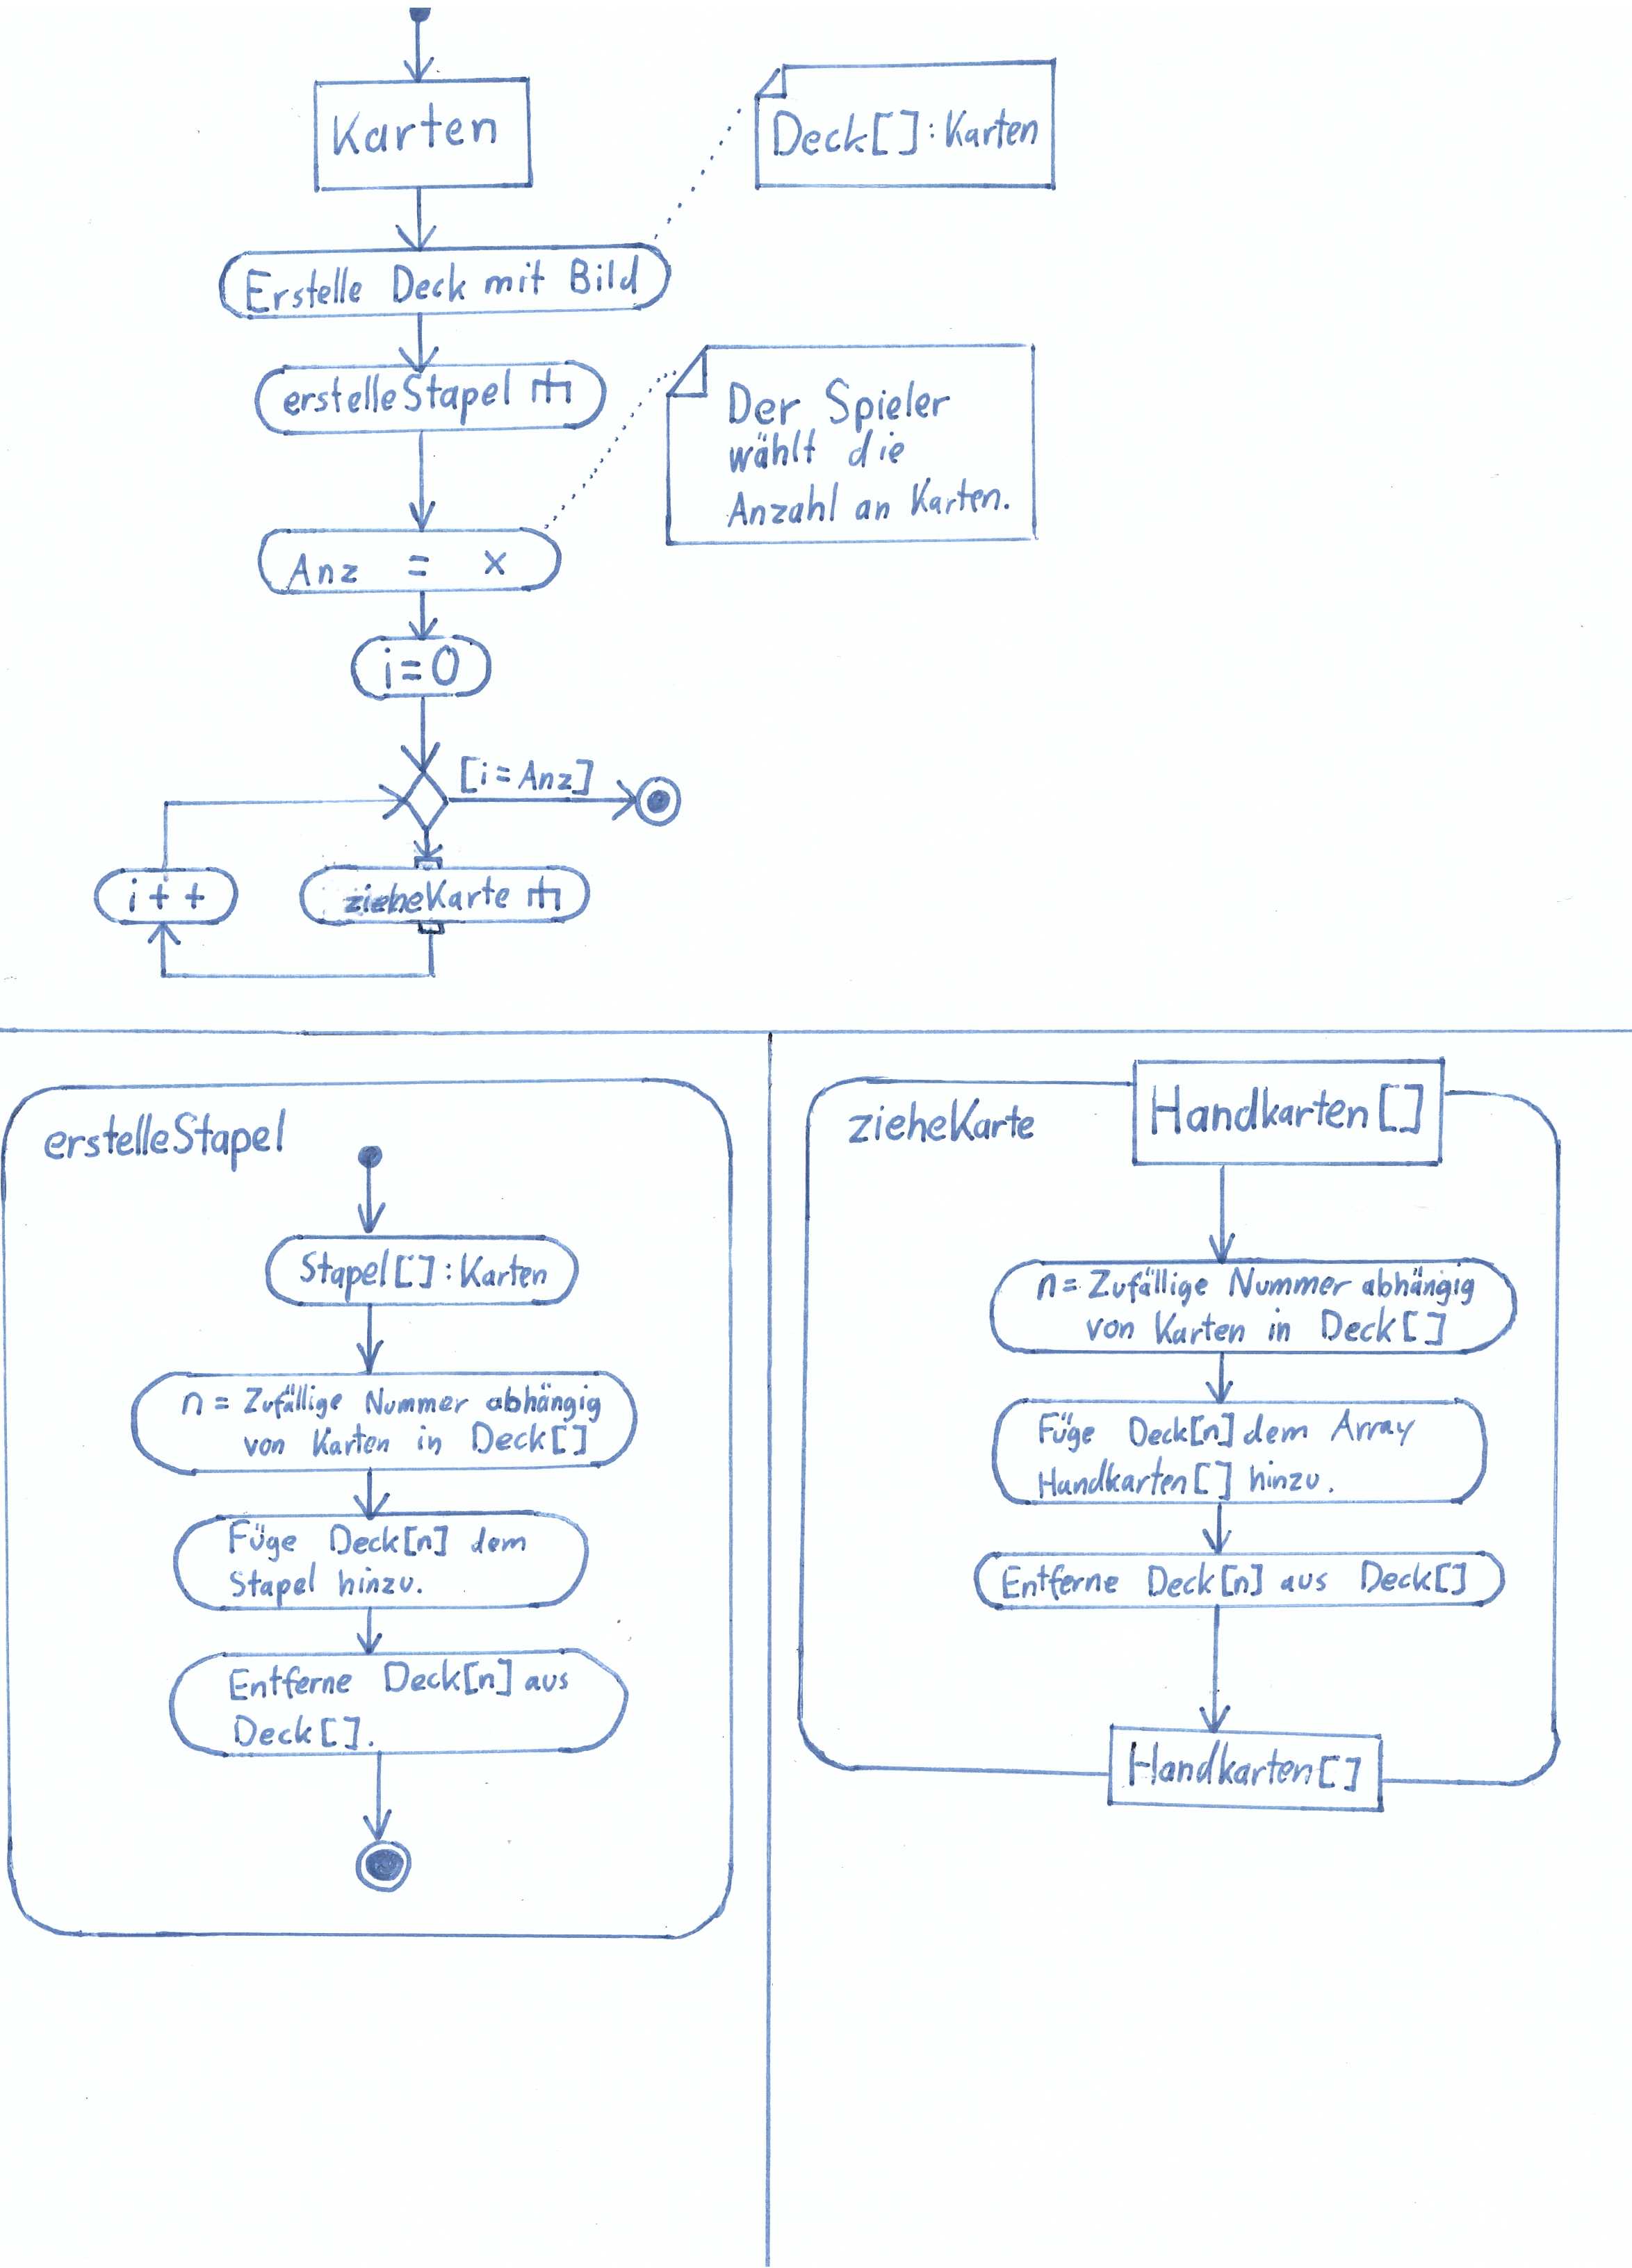 Karten
Deck[]:Karten
Erstelle Deck mit Bild
erstelleStapel
Der Spieler
wählt die
Anzahl an Karten.
Anz = x
i=0
[i=Anz]
i++
zieheKarte
erstelleStapel
Stapel[]:Karten
n= Zufällige Nummer abhängig
von Karten in Deck[]
Füge Deck[n] dem
Stapel hinzu.
Entferne Deck[n] aus
Deck[].
zieheKarte
Handkarten[]
n= Zufällige Nummer abhängig
von Karten in Deck[]
Füge Deck[n] dem Array
Handkarten[] hinzu.
Entferne Deck[n] aus Deck[]
Handkarten[]